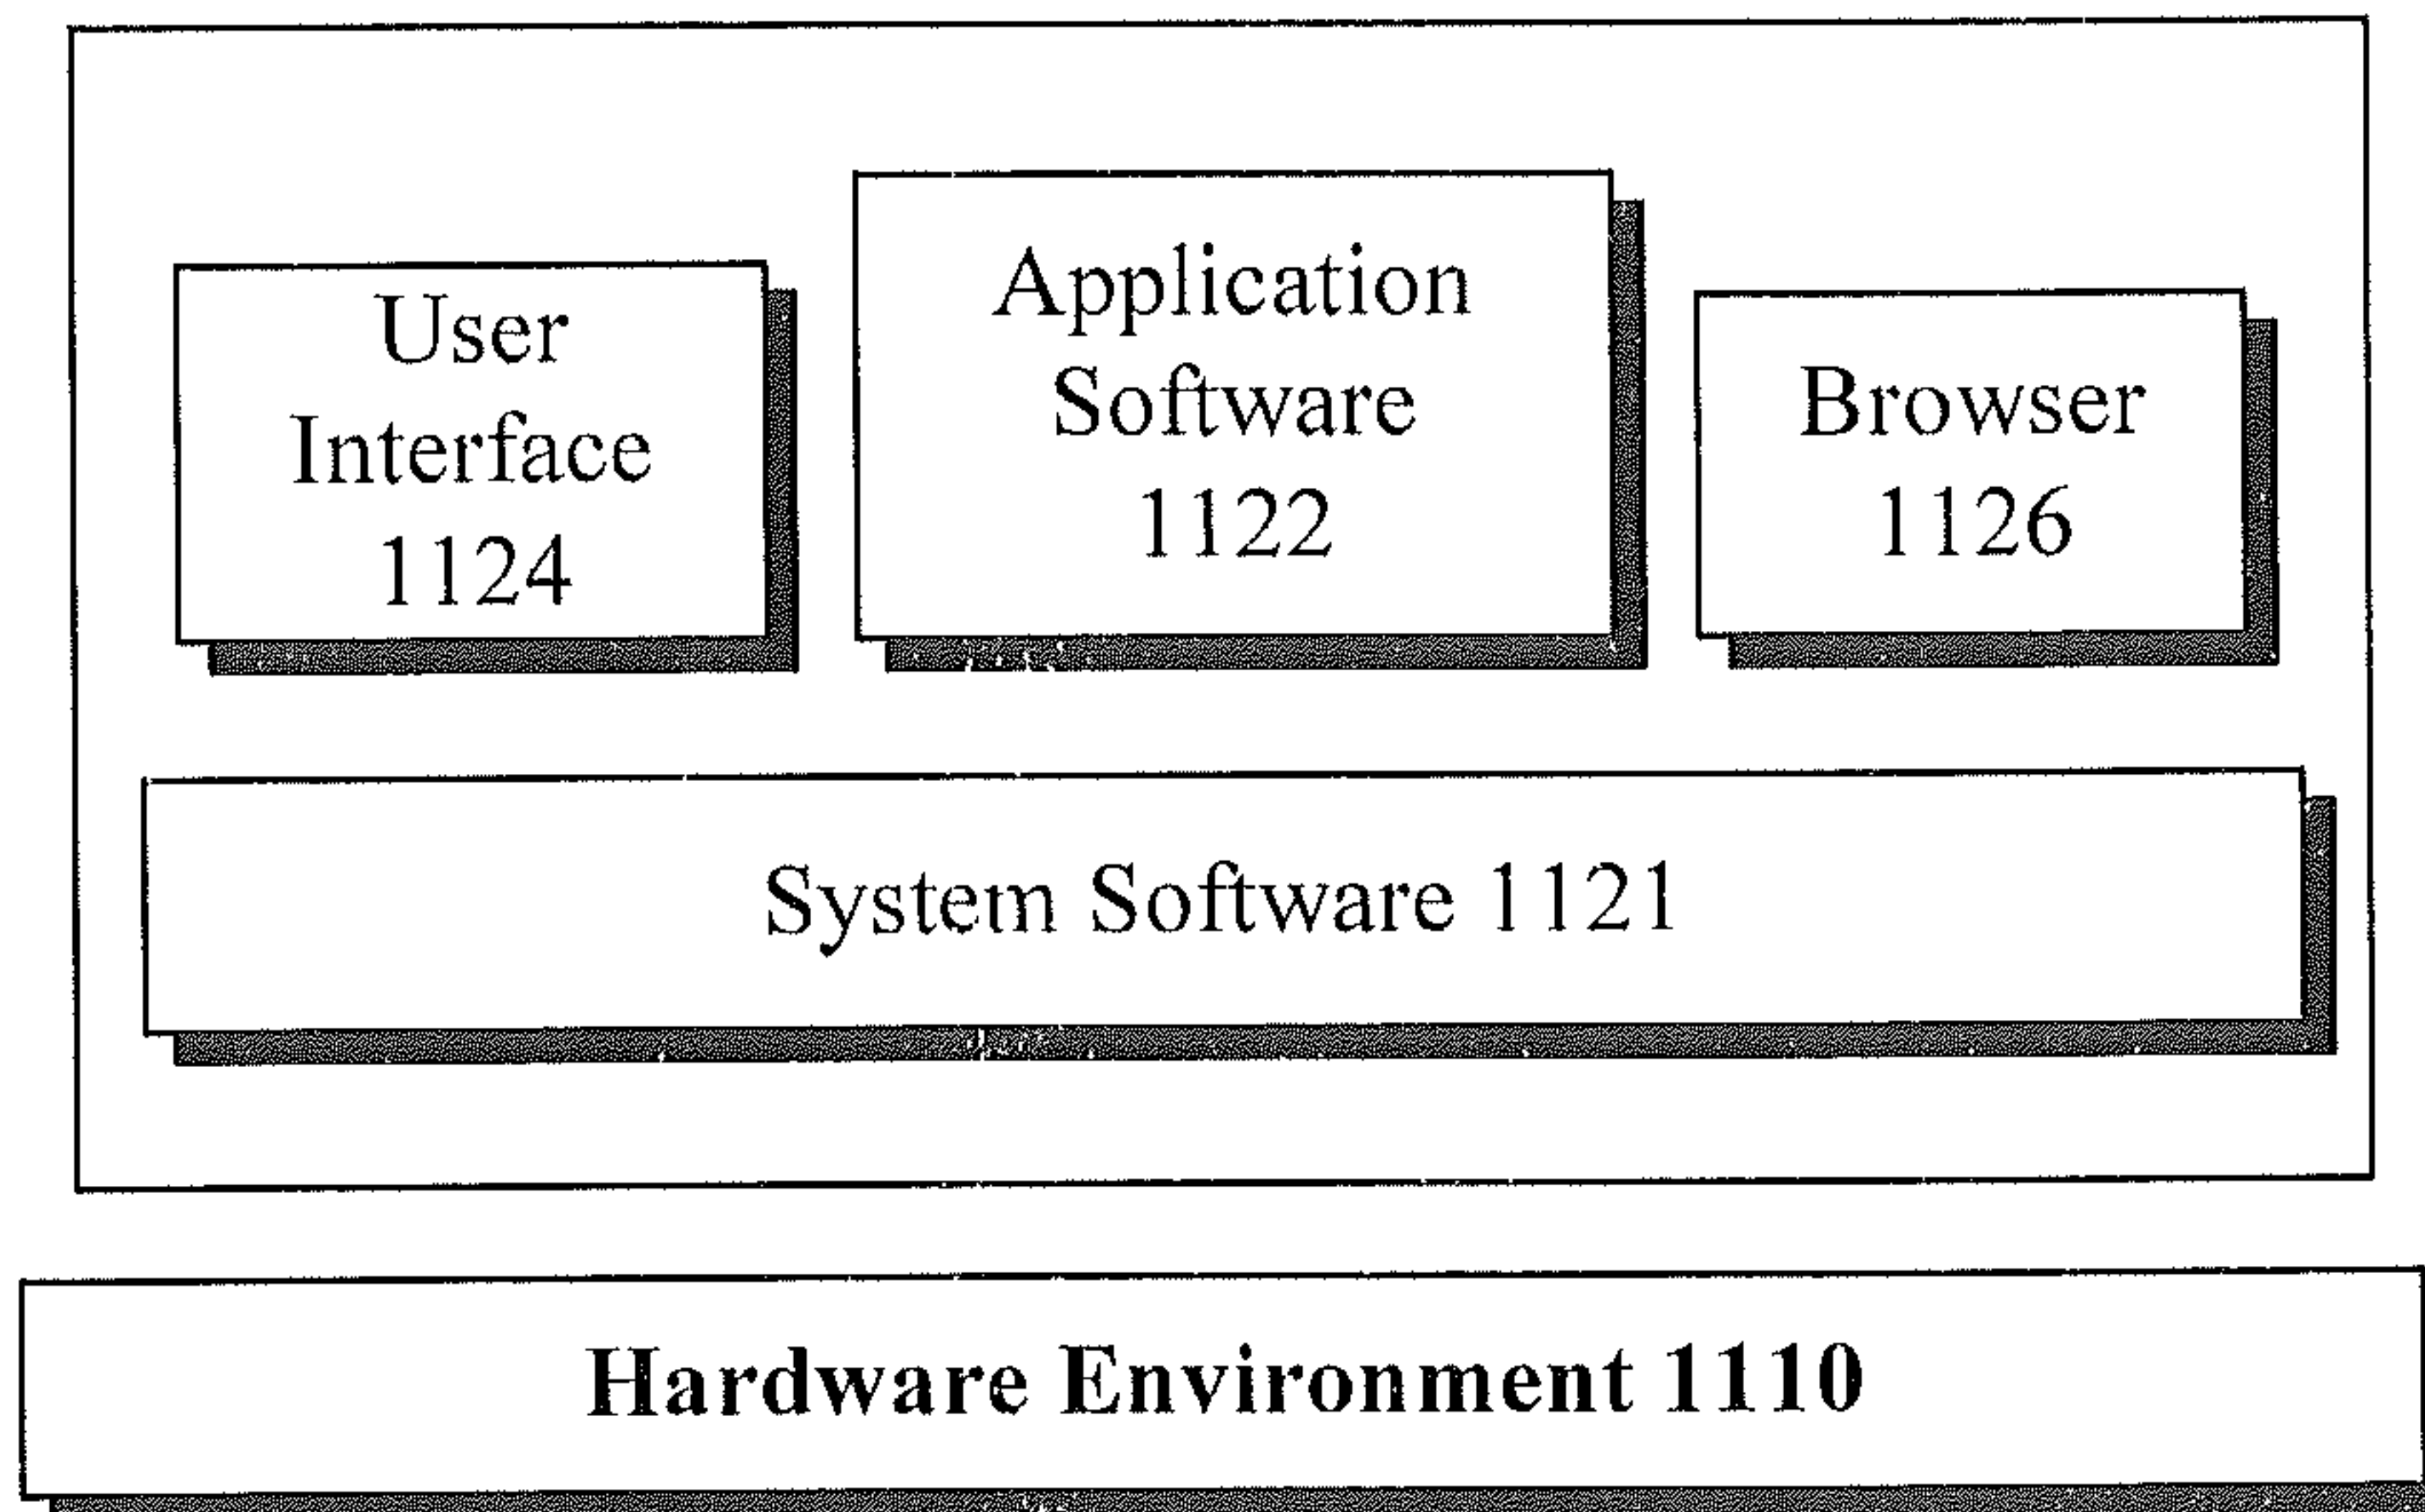 User
Interface
1124
Application
Software
1122
Browser
1126
System Software 1121
Hardware Environment 1110